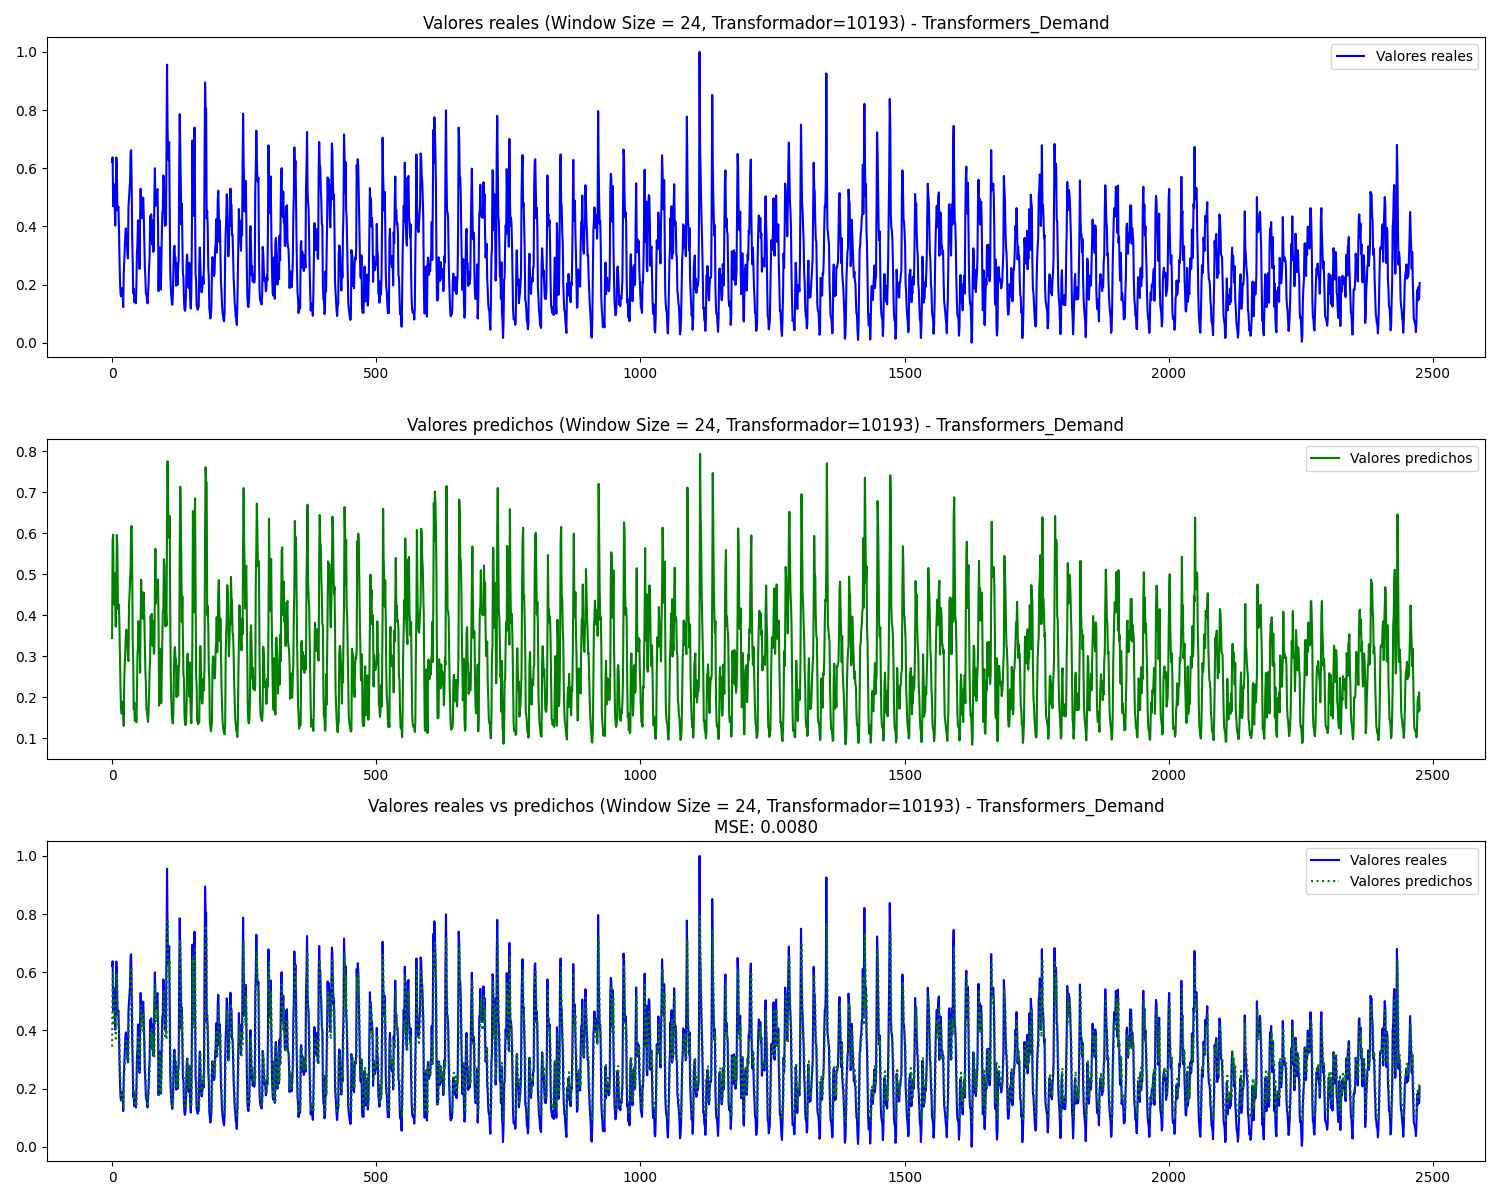 Valores reales (Window Size = 24, Transformador=10193) - Transformers_Demand
Valores reales
1.0
0.8
0.6
0.4
0.2
0.0
0 500 1000 1500 2000 2500
Valores predichos (Window Size = 24, Transformador=10193) - Transformers_Demand
Valores predichos
0.8
0.7
0.6
0.5
0.4
0.3
0.2
0.1
0 500 1000 1500 2000 2500
Valores reales vs predichos (Window Size = 24, Transformador=10193) - Transformers_Demand
MSE: 0.0080
Valores reales
Valores predichos
1.0
0.8
0.6
0.4
0.2
0.0
0 500 1000 1500 2000 2500